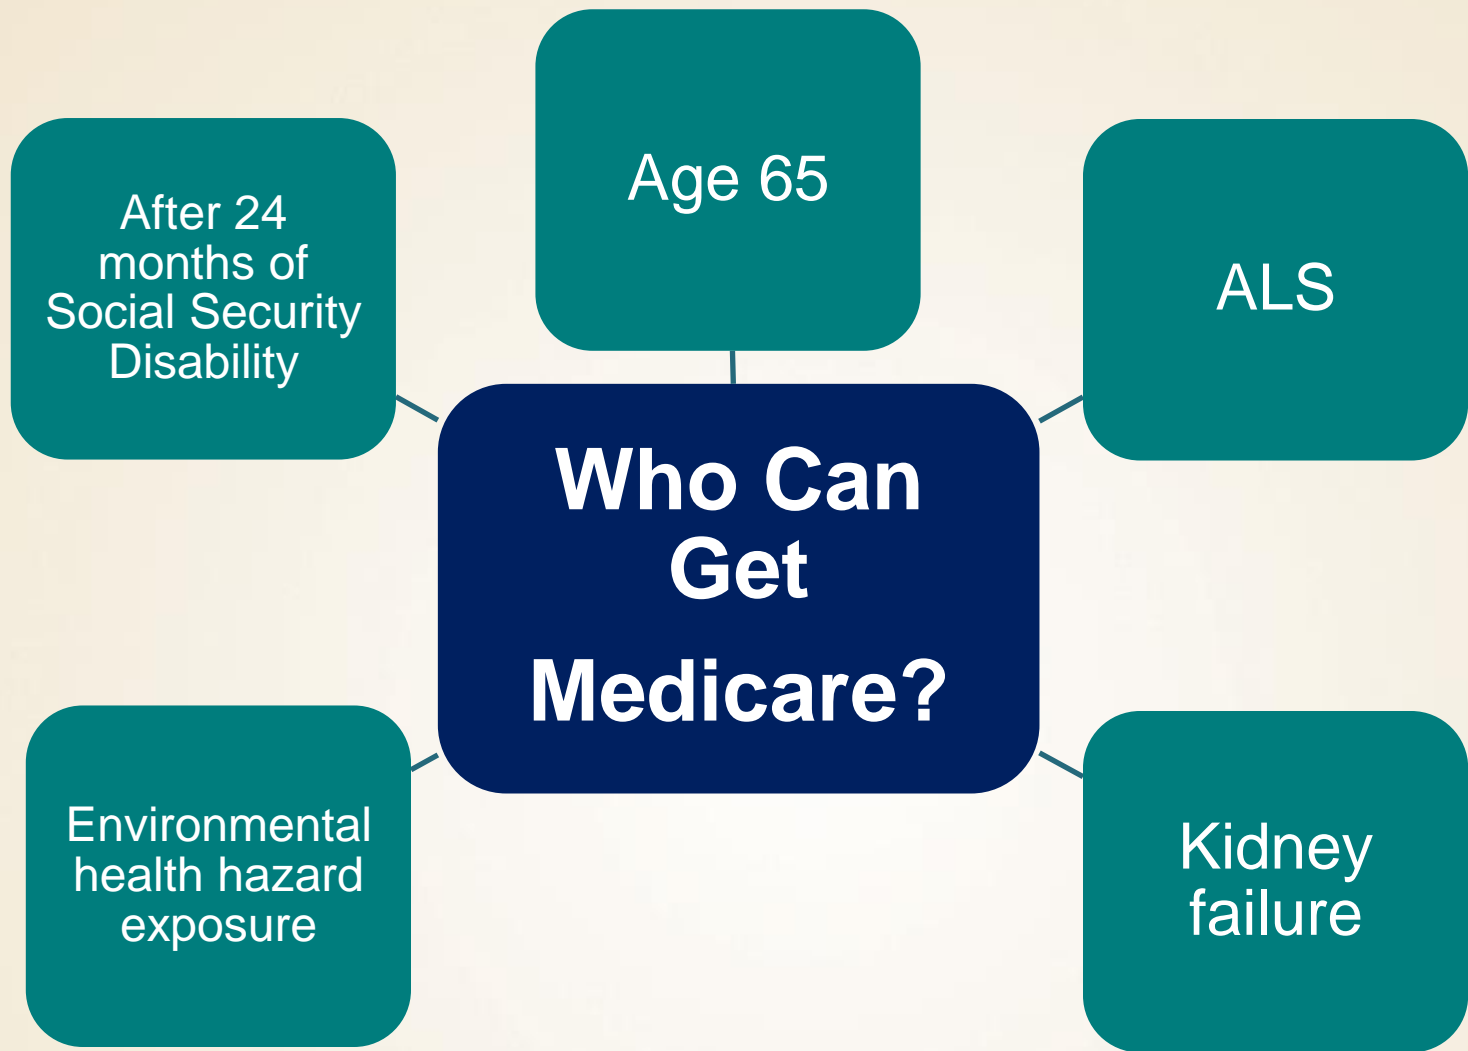 Age 65
After 24
months of
Social Security
Disability
ALS
Who Can
Get
Medicare?
Environmental
health hazard
exposure
Kidney
failure